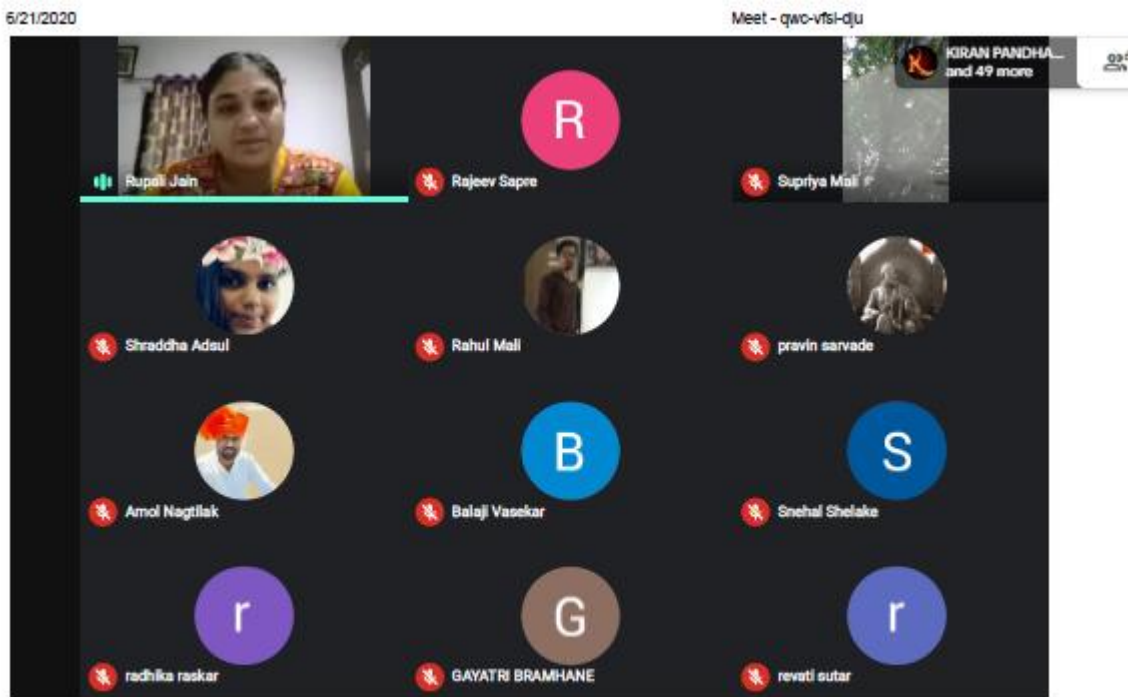 6/21/2020 Meet - qwc-vfsi-dju
KIRAN PANDHA...
and 49 more
R
Rupali Jain Rajeev Sapre Supriya Mali
Shraddha Adsul Rahul Mali pravin sarvade
B S
Amol Nagtilak Balaji Vasekar Snehal Shelake
r G r
radhika raskar GAYATRI BRAMHANE revati sutar